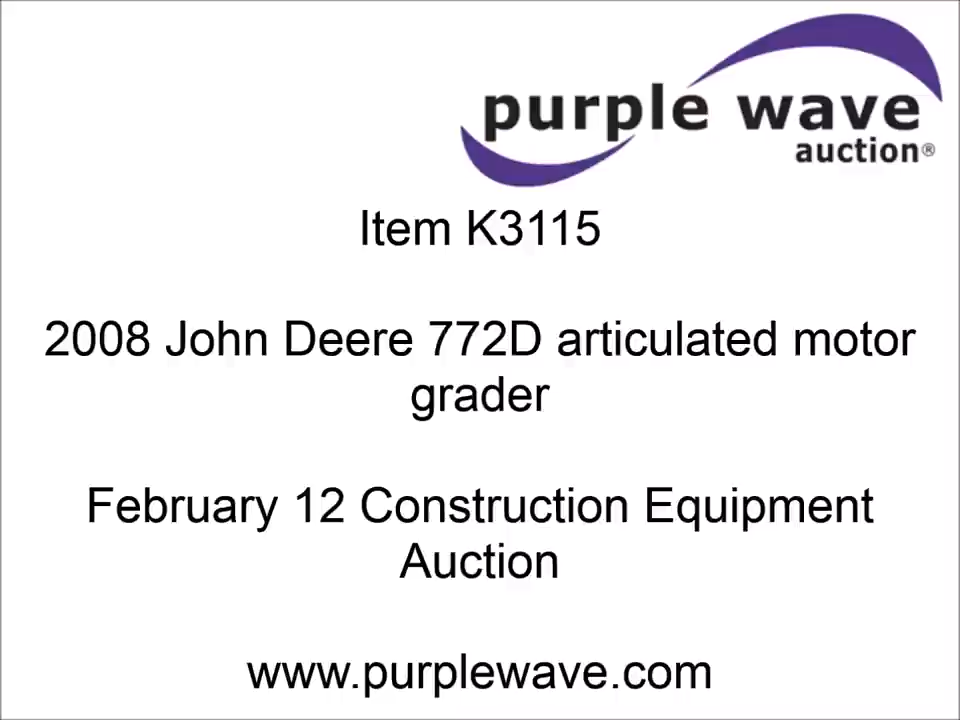 purple wave
auction®
Item K3115
2008 John Deere 772D articulated motor
grader
February 12 Construction Equipment
Auction
www.purplewave.com